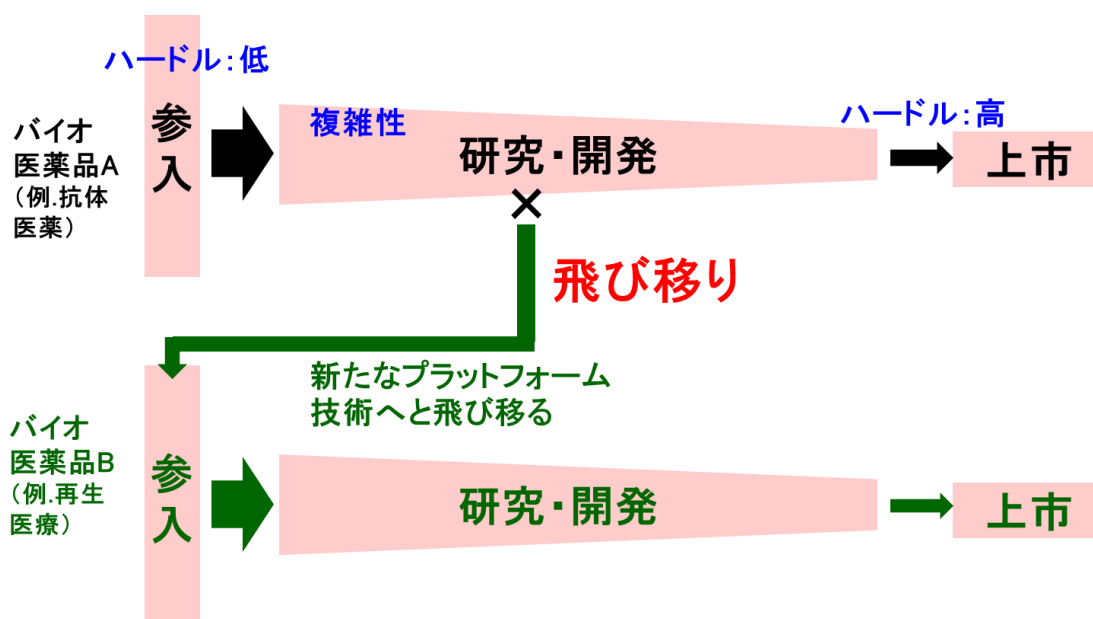 ハードル：低
バイオ
医薬品A
（例.抗体
医薬）
参
入
複雑性
研究・開発
ハードル：高
上市
×
飛び移り
新たなプラットフォーム
技術へと飛び移る
バイオ
医薬品B
（例.再生
医療）
参
入
研究・開発
上市